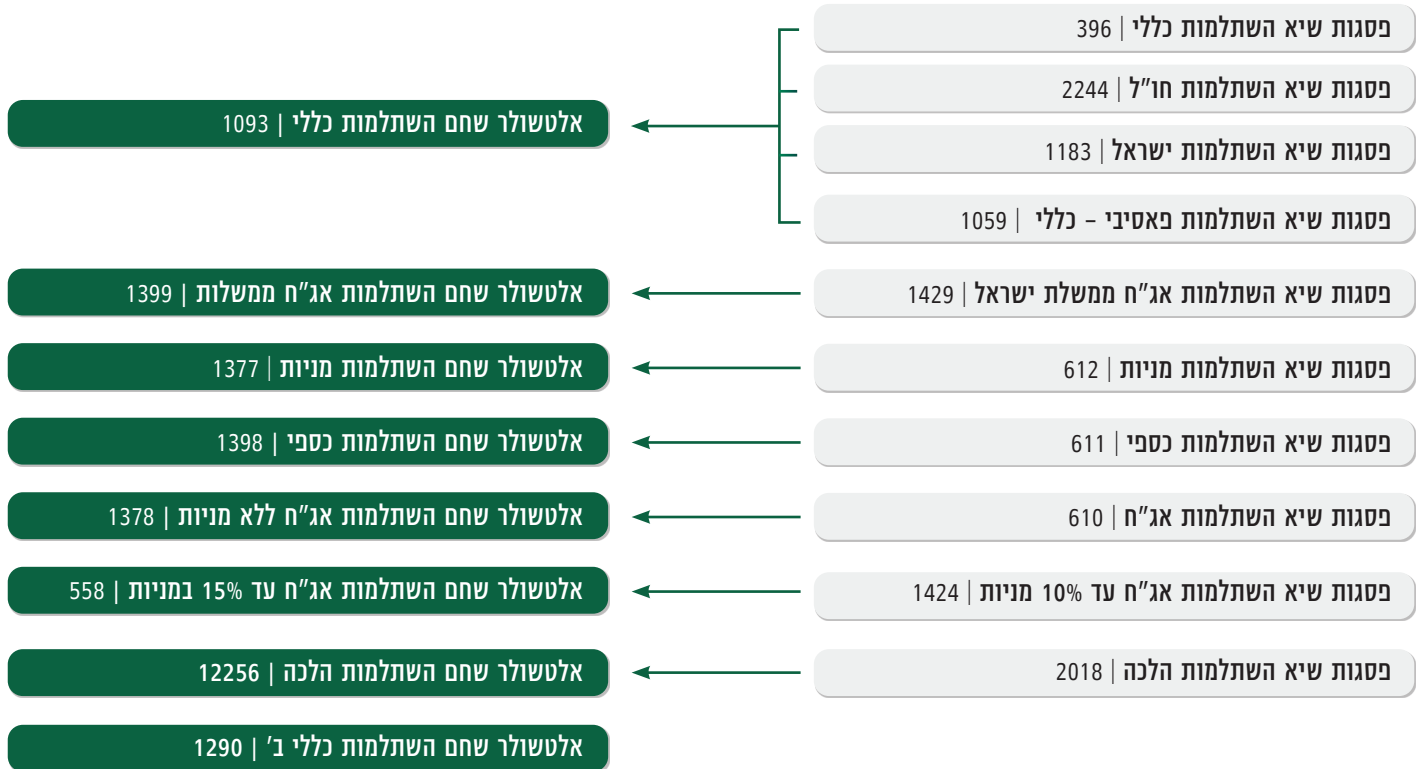 פסגות שיא השתלמות כללי | 396
פסגות שיא השתלמות חו"ל | 2244
פסגות שיא השתלמות ישראל | 1183
פסגות שיא השתלמות פאסיבי - כללי | 1059
אלטשולר שחם השתלמות כללי | 1093
פסגות שיא השתלמות אג"ח ממשלת ישראל | 1429
אלטשולר שחם השתלמות אג"ח ממשלות | 1399
פסגות שיא השתלמות מניות | 612
אלטשולר שחם השתלמות מניות | 1377
פסגות שיא השתלמות כספי | 611
אלטשולר שחם השתלמות כספי | 1398
פסגות שיא השתלמות אג"ח | 610
אלטשולר שחם השתלמות אג"ח ללא מניות | 1378
פסגות שיא השתלמות אג"ח עד 10% מניות | 1424
אלטשולר שחם השתלמות אג"ח עד 15% במניות | 558
פסגות שיא השתלמות הלכה | 2018
אלטשולר שחם השתלמות הלכה | 12256
אלטשולר שחם השתלמות כללי ב' | 1290